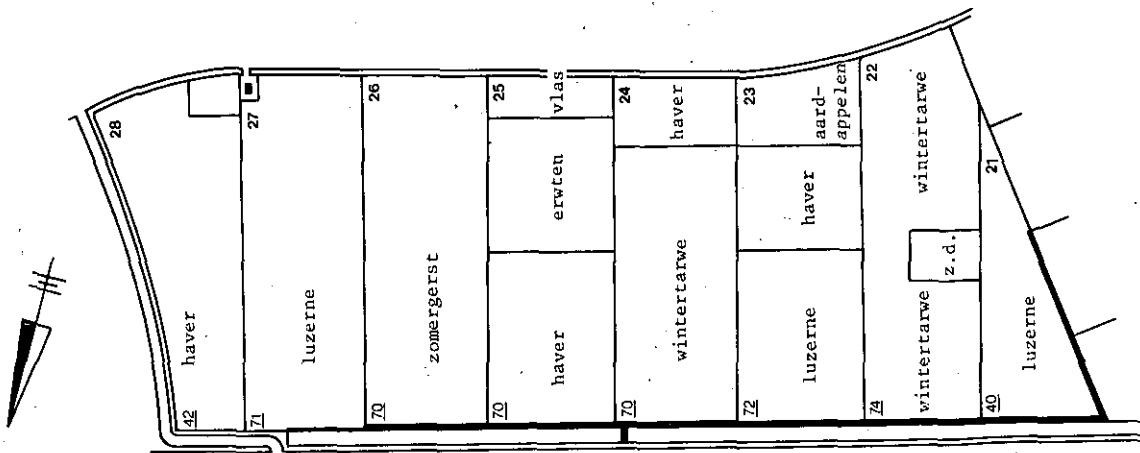 28
haver
42
27
luzerne
71
26
zomergerst
70
25
vlas
erwten
haver
70
24
haver
wintertarwe
70
23
aard-
appelen
haver
luzerne
72
22
wintertarwe
z.d.
wintertarwe
74
21
luzerne
40